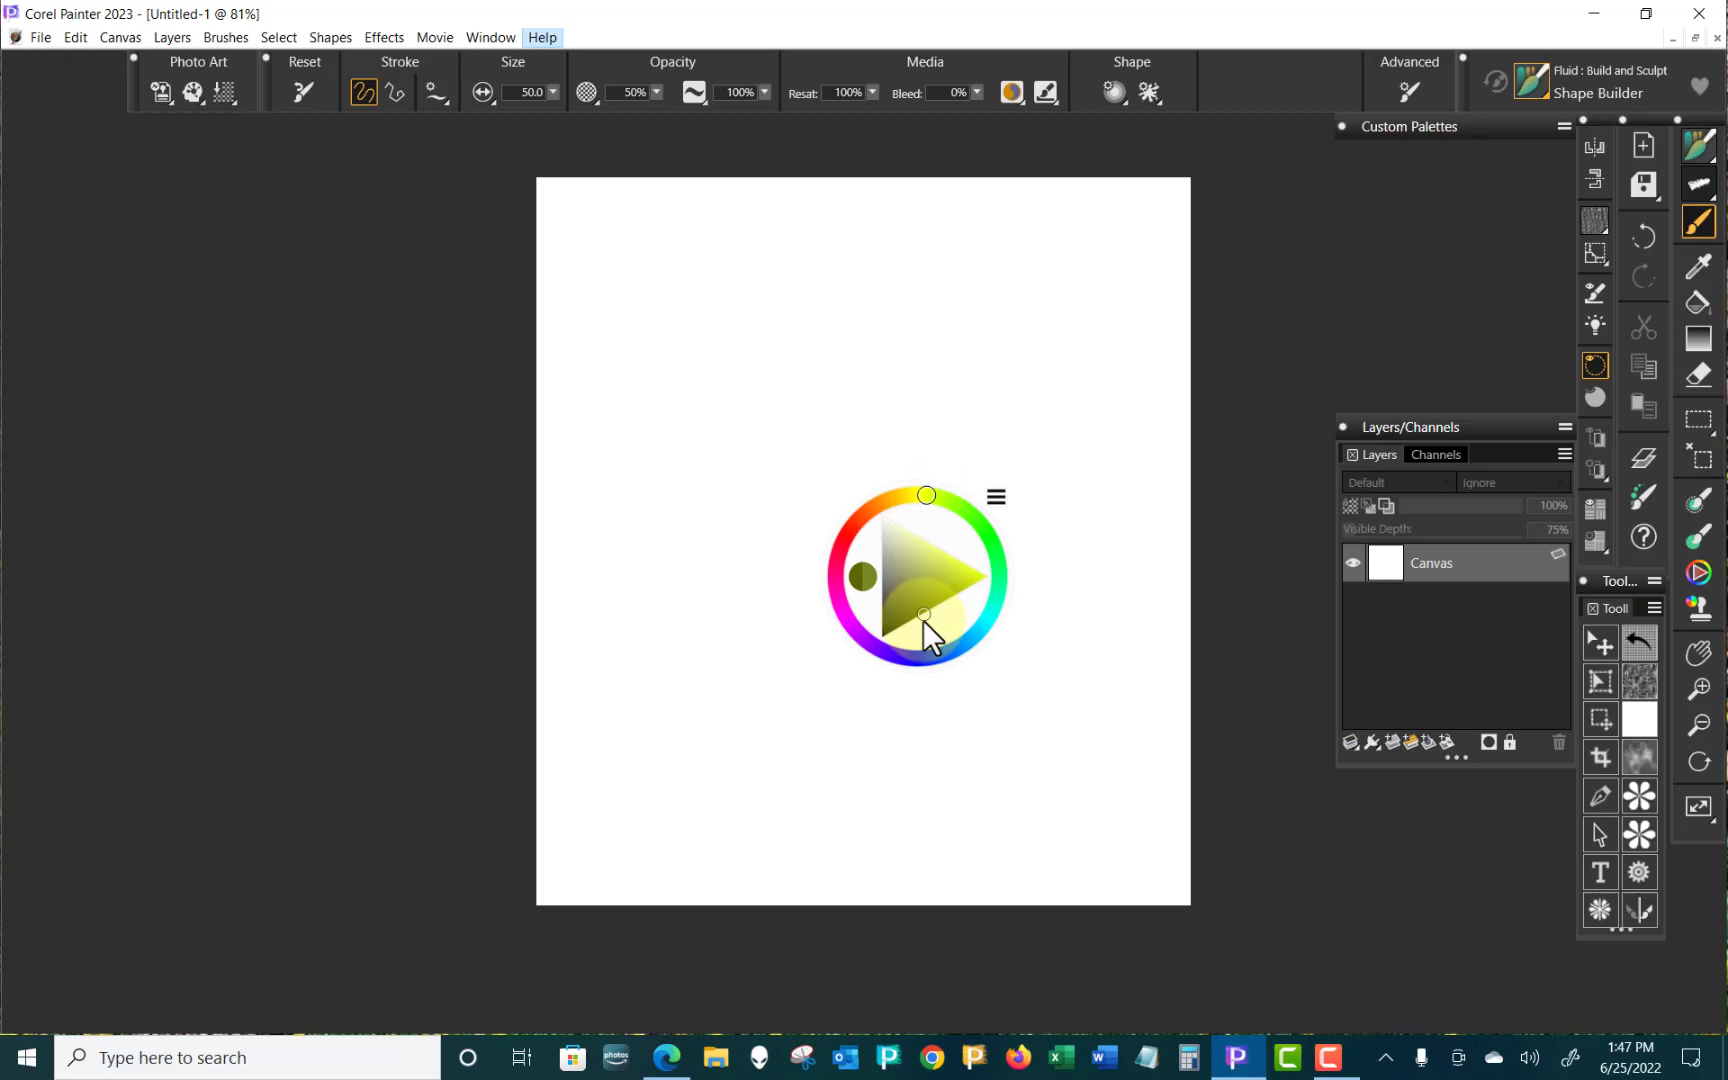 Corel Painter 2023 - [Untitled-1 @ 81%]
File Edit Canvas Layers Brushes Select Shapes Effects Movie Window Help
Photo Art Reset Stroke Size Opacity Media Shape Advanced
Fluid : Build and Sculpt
Shape Builder
50.0 50% 100% Resat: 100% Bleed: 0%
Custom Palettes
Layers/Channels
Layers Channels
Default Ignore
100%
Visible Depth: 75%
Canvas
Tool...
Tooll
T
Type here to search
photos
1:47 PM
6/25/2022